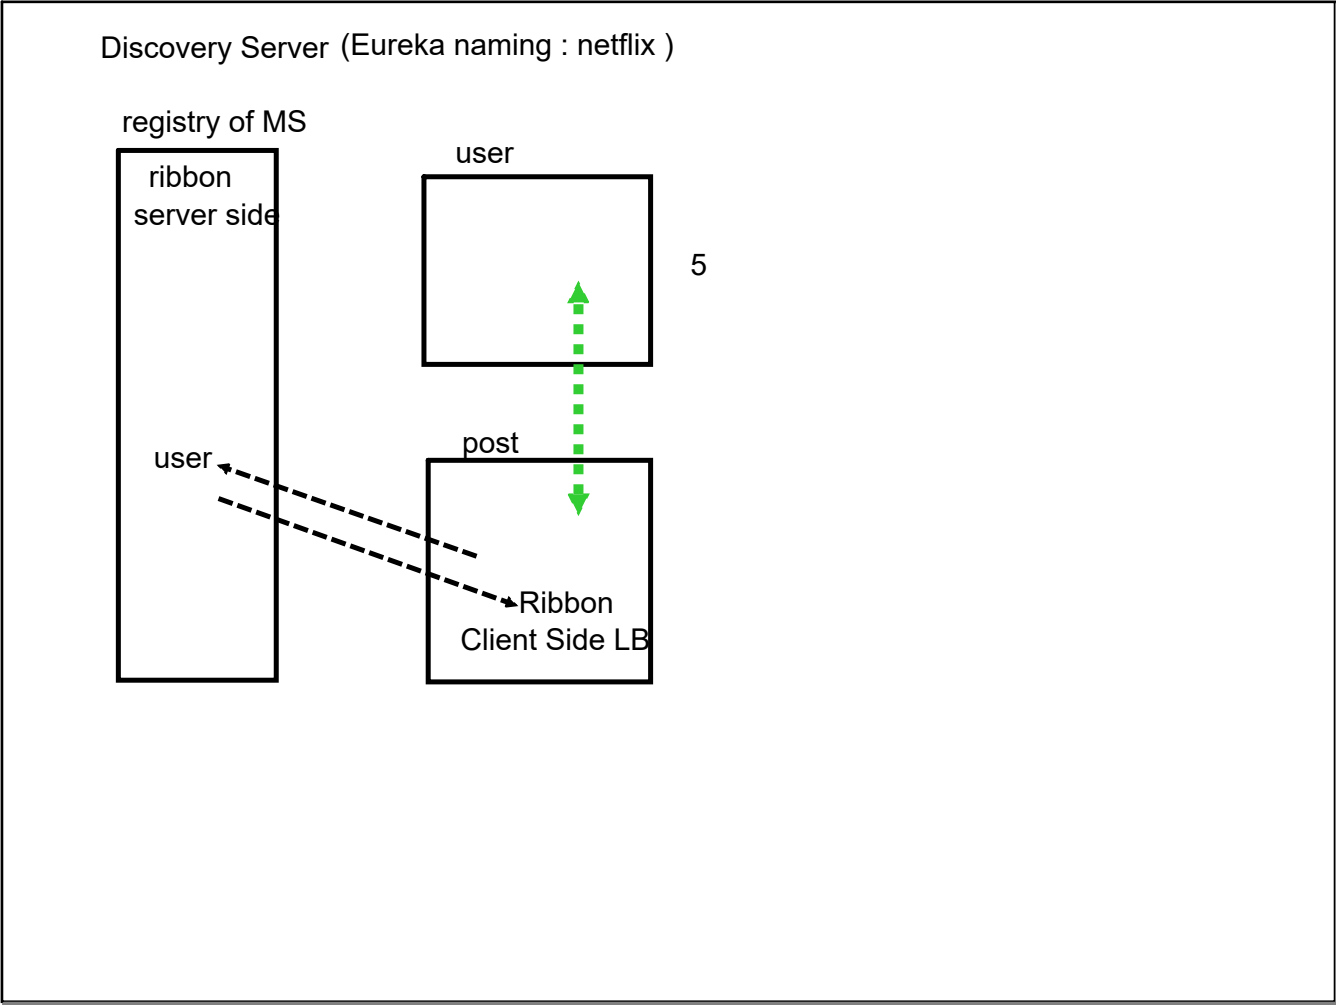 Discovery Server (Eureka naming : netflix )
registry of MS
ribbon
server side
user
5
user
post
Ribbon
Client Side LB